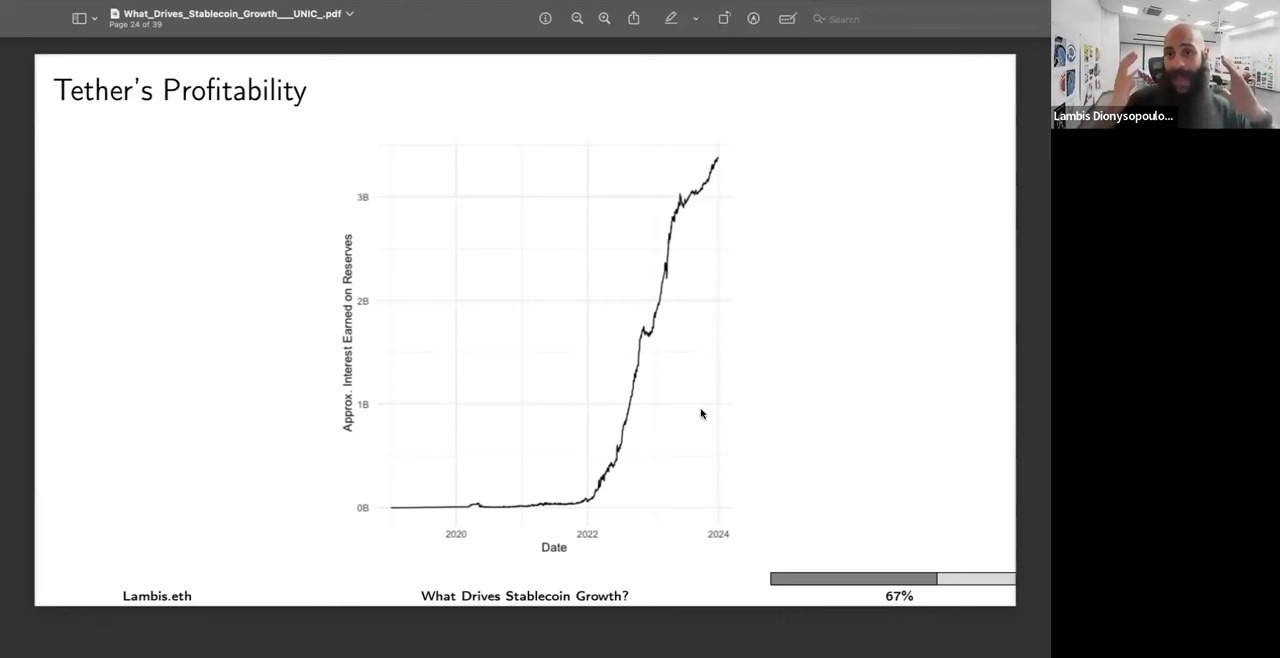 What_Drives_Stablecoin_Growth___UNIC_.pdf
Page 24 of 39
Search
Lambis Dionysopoulo...
Tether's Profitability
Approx. Interest Earned on Reserves
3B
2B
1B
0B
2020
2022
2024
Date
Lambis.eth
What Drives Stablecoin Growth?
67%